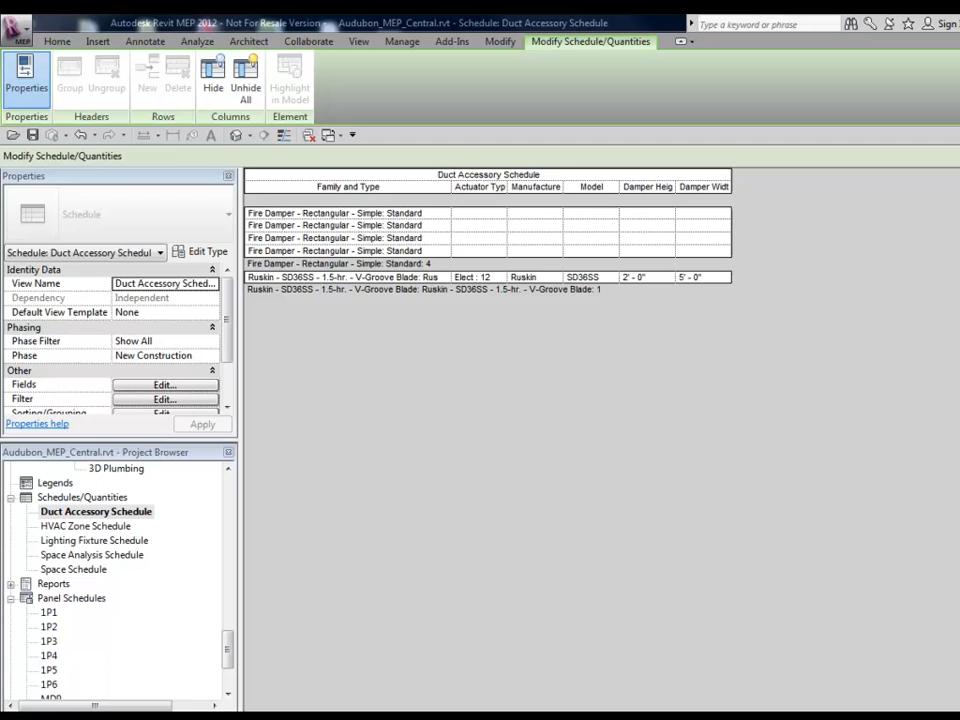 Autodesk Revit MEP 2012 - Not For Resale Version - Audubon_MEP_Central.rvt - Schedule: Duct Accessory Schedule
Type a keyword or phrase
Sign
MEP
Home Insert Annotate Analyze Architect Collaborate View Manage Add-Ins Modify Modify Schedule/Quantities
Properties Group Ungroup New Delete Hide Unhide All Highlight in Model
Properties Headers Rows Columns Element
Modify Schedule/Quantities
Properties
Schedule
Schedule: Duct Accessory Schedul Edit Type
Identity Data
View Name Duct Accessory Sched...
Dependency Independent
Default View Template None
Phasing
Phase Filter Show All
Phase New Construction
Other
Fields Edit...
Filter Edit...
Sorting/Grouping Edit...
Properties help Apply
Audubon_MEP_Central.rvt - Project Browser
3D Plumbing
Legends
Schedules/Quantities
Duct Accessory Schedule
HVAC Zone Schedule
Lighting Fixture Schedule
Space Analysis Schedule
Space Schedule
Reports
Panel Schedules
1P1
1P2
1P3
1P4
1P5
1P6
MDP
Duct Accessory Schedule
Family and Type Actuator Typ Manufacture Model Damper Heig Damper Widt
Fire Damper - Rectangular - Simple: Standard
Fire Damper - Rectangular - Simple: Standard
Fire Damper - Rectangular - Simple: Standard
Fire Damper - Rectangular - Simple: Standard
Fire Damper - Rectangular - Simple: Standard: 4
Ruskin - SD36SS - 1.5-hr. - V-Groove Blade: Rus Elect : 12 Ruskin SD36SS 2' - 0" 5' - 0"
Ruskin - SD36SS - 1.5-hr. - V-Groove Blade: Ruskin - SD36SS - 1.5-hr. - V-Groove Blade: 1